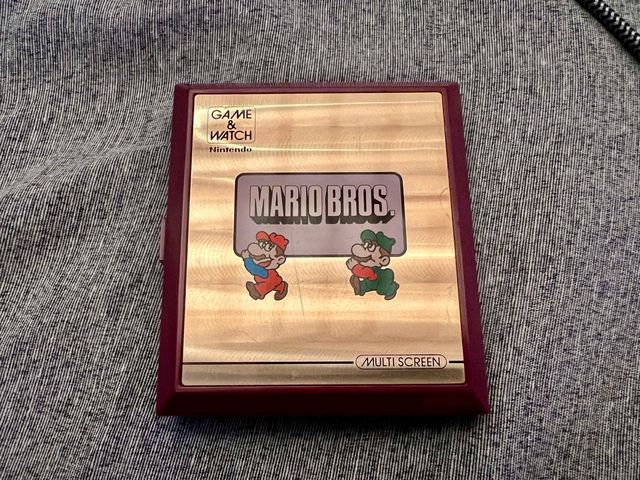 GAME
&
WATCH
Nintendo
MARIO BROS.
MULTI SCREEN